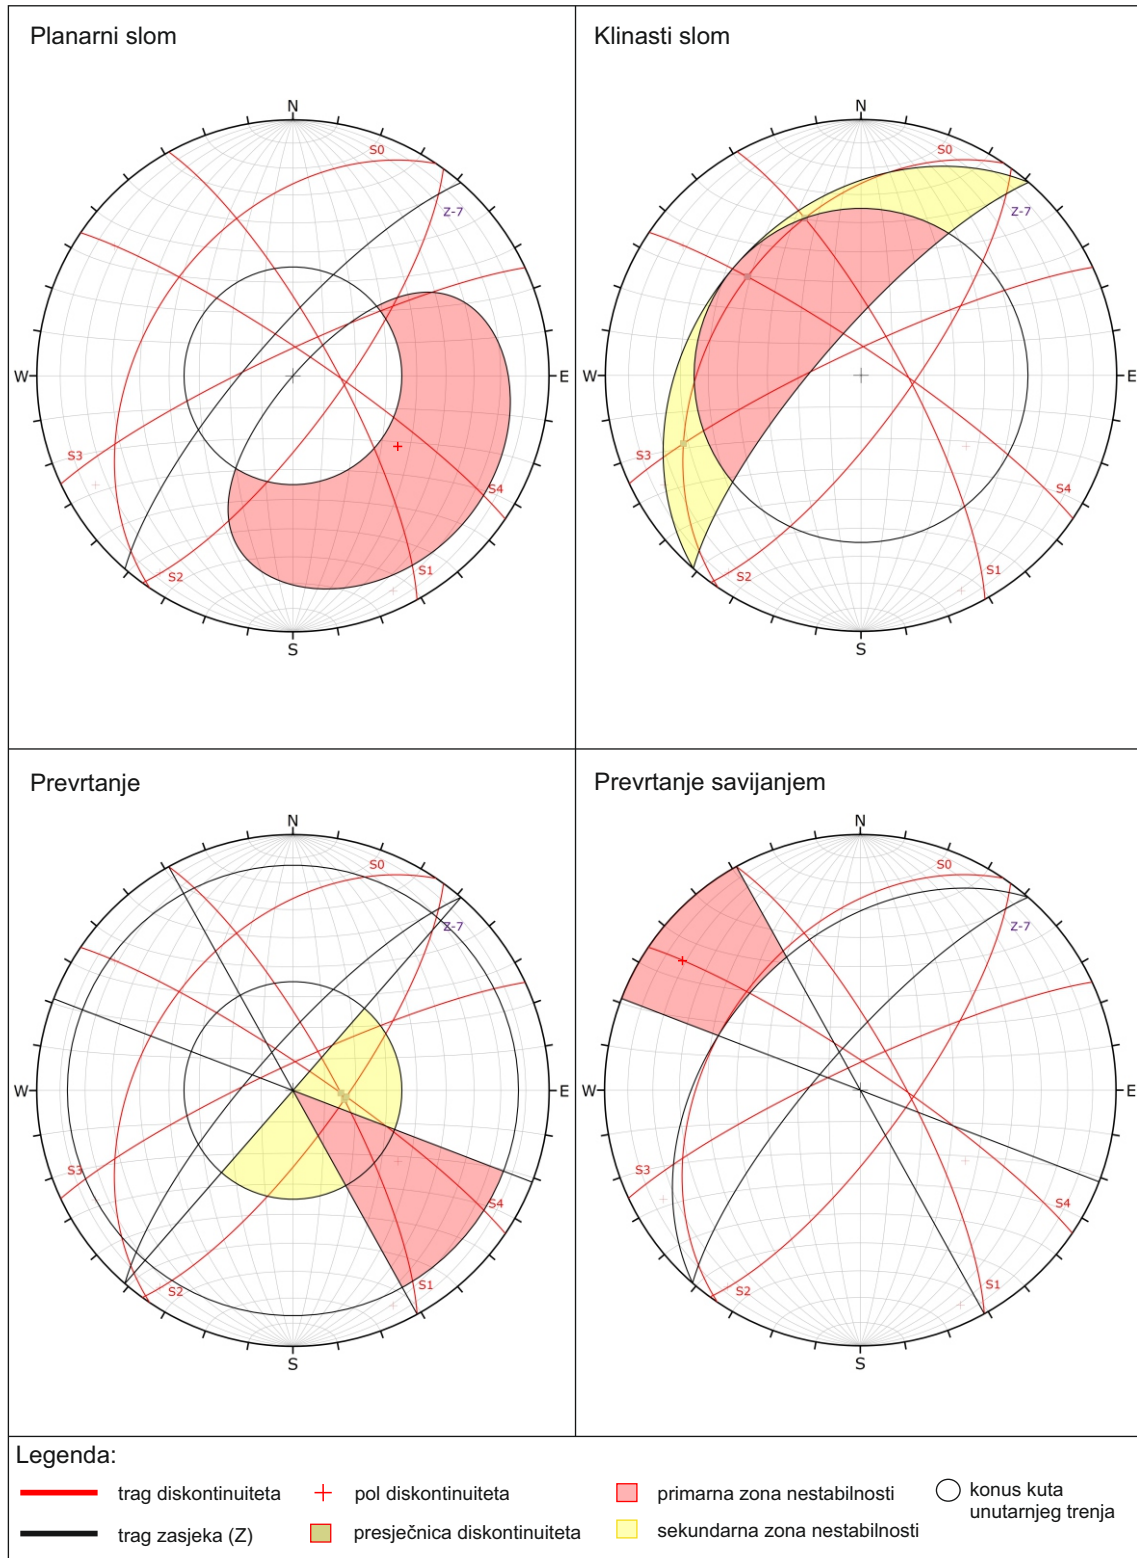 Planarni slom
N
S0
Z-7
W
E
S3
S4
S2
S1
S
Klinasti slom
N
S0
Z-7
W
E
S3
S4
S2
S1
S
Prevrtanje
N
S0
Z-7
W
E
S3
S4
S2
S1
S
Prevrtanje savijanjem
N
S0
Z-7
W
E
S3
S4
S2
S1
S
Legenda:
trag diskontinuiteta
pol diskontinuiteta
primarna zona nestabilnosti
konus kuta
unutarnjeg trenja
trag zasjeka (Z)
presječnica diskontinuiteta
sekundarna zona nestabilnosti